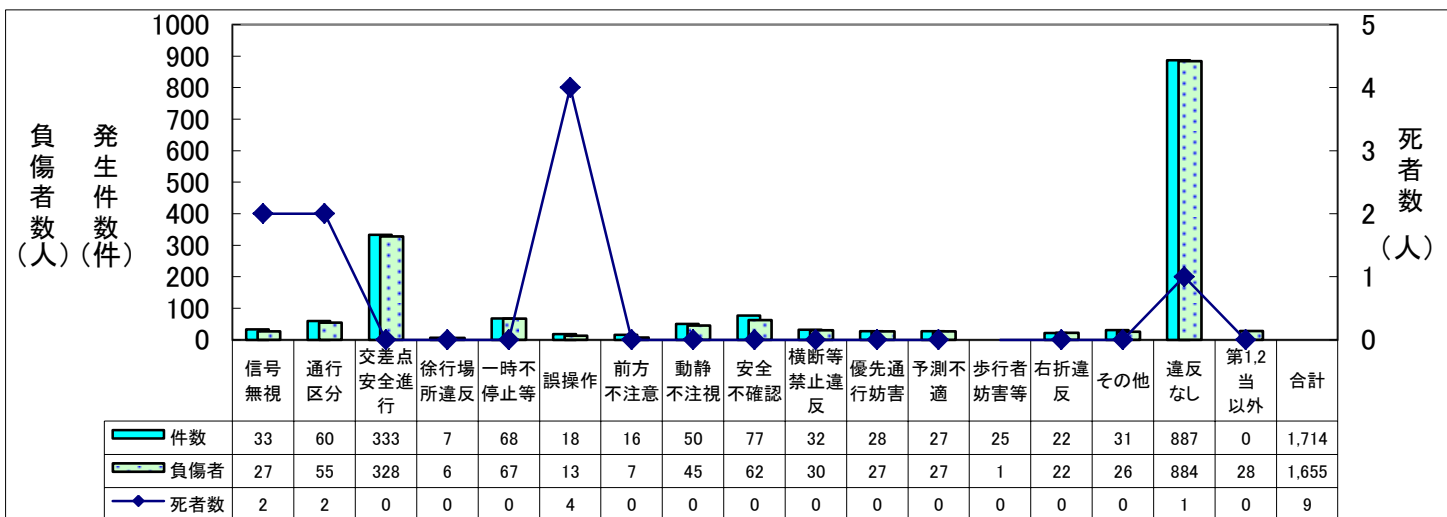 1000
900
800
700
600
500
400
300
200
100
0
5
4
3
2
1
0
負傷者数(人)
発生件数(件)
死者数(人)
信号
無視
通行
区分
交差点
安全進
行
徐行場
所違反
一時不
停止等
誤操作
前方
不注意
動静
不注視
安全
不確認
横断等
禁止違
反
優先通
行妨害
予測不
適
歩行者
妨害等
右折違
反
その他
違反
なし
第1,2
当
以外
合計
件数 33 60 333 7 68 18 16 50 77 32 28 27 25 22 31 887 0 1,714
負傷者 27 55 328 6 67 13 7 45 62 30 27 27 1 22 26 884 28 1,655
死者数 2 2 0 0 0 4 0 0 0 0 0 0 0 0 0 1 0 9